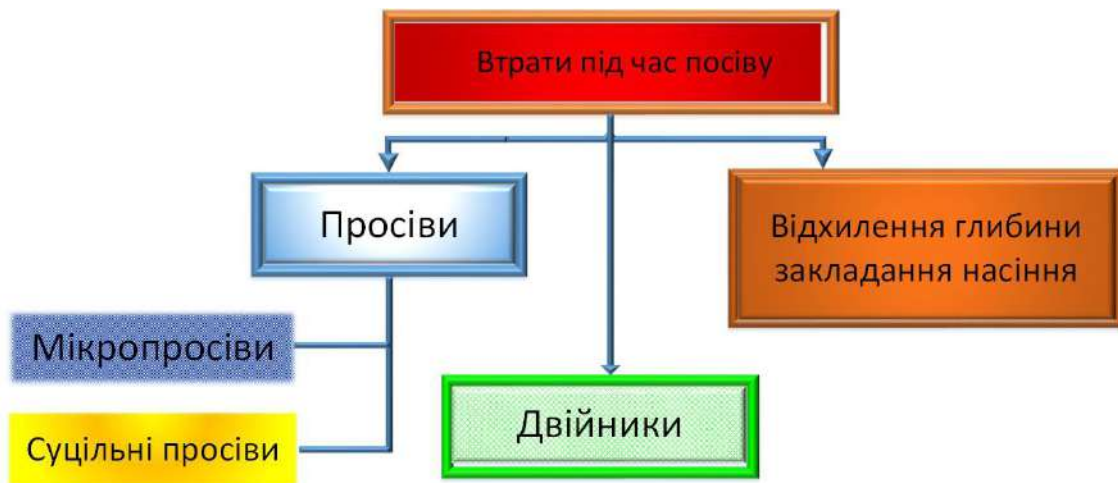 Втрати під час посіву
Просіви
Відхилення глибини
закладання насіння
Мікропросіви
Двійники
Суцільні просіви